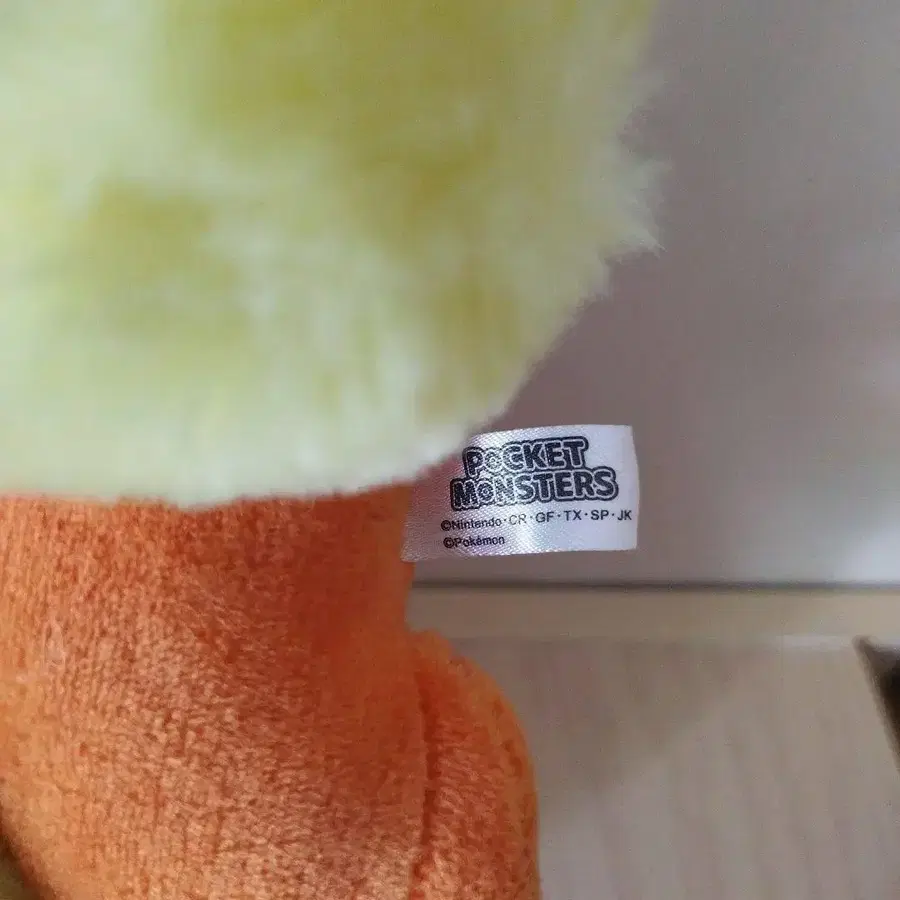 POCKET
MONSTERS
©Nintendo・CR・GF・TX・SP・JK
©Pokémon